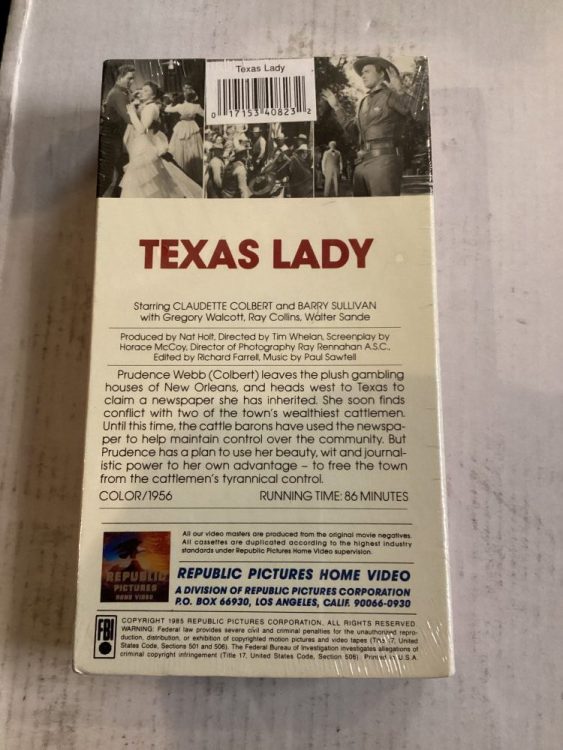 Texas Lady
0 17153 40823 2
TEXAS LADY
Starring CLAUDETTE COLBERT and BARRY SULLIVAN
with Gregory Walcott, Ray Collins, Walter Sande
Produced by Nat Holt, Directed by Tim Whelan, Screenplay by
Horace McCoy, Director of Photography Ray Rennahan A.S.C.,
Edited by Richard Farrell, Music by Paul Sawtell
Prudence Webb (Colbert) leaves the plush gambling
houses of New Orleans, and heads west to Texas to
claim a newspaper she has inherited. She soon finds
conflict with two of the town's wealthiest cattlemen.
Until this time, the cattle barons have used the newspa-
per to help maintain control over the community. But
Prudence has a plan to use her beauty, wit and journal-
istic power to her own advantage – to free the town
from the cattlemen's tyrannical control.
COLOR/1956 RUNNING TIME: 86 MINUTES
All our video masters are produced from the original movie negatives.
All cassettes are duplicated according to the highest industry
standards under Republic Pictures Home Video supervision.
REPUBLIC
PICTURES
HOME VIDEO
REPUBLIC PICTURES HOME VIDEO
A DIVISION OF REPUBLIC PICTURES CORPORATION
P.O. BOX 66930, LOS ANGELES, CALIF. 90066-0930
FBI
COPYRIGHT 1985 REPUBLIC PICTURES CORPORATION. ALL RIGHTS RESERVED.
WARNING: Federal law provides severe civil and criminal penalties for the unauthorized repro-
duction, distribution, or exhibition of copyrighted motion pictures and video tapes (Title 17, United
States Code, Sections 501 and 506). The Federal Bureau of Investigation investigates allegations of
criminal copyright infringement (Title 17, United States Code, Section 506). Printed in U.S.A.